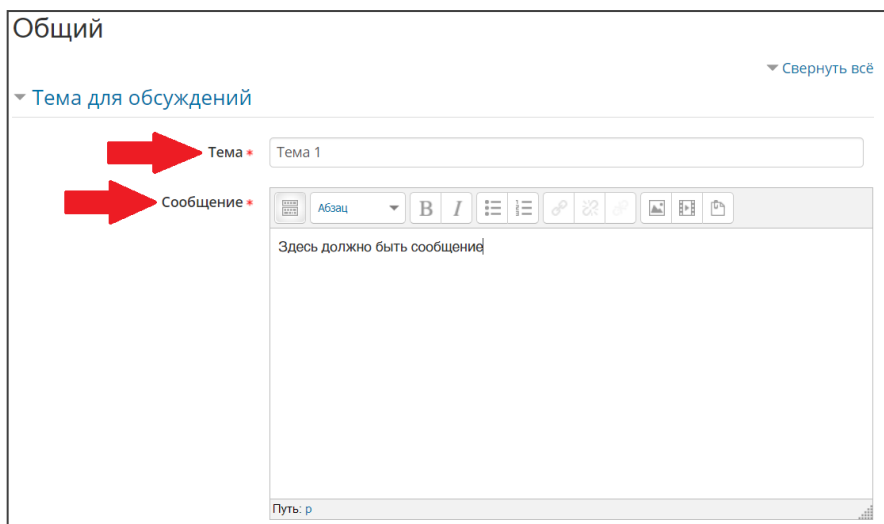 Общий
Свернуть всё
Тема для обсуждений
Тема *
Тема 1
Сообщение *
Абзац
B I
Здесь должно быть сообщение
Путь: p